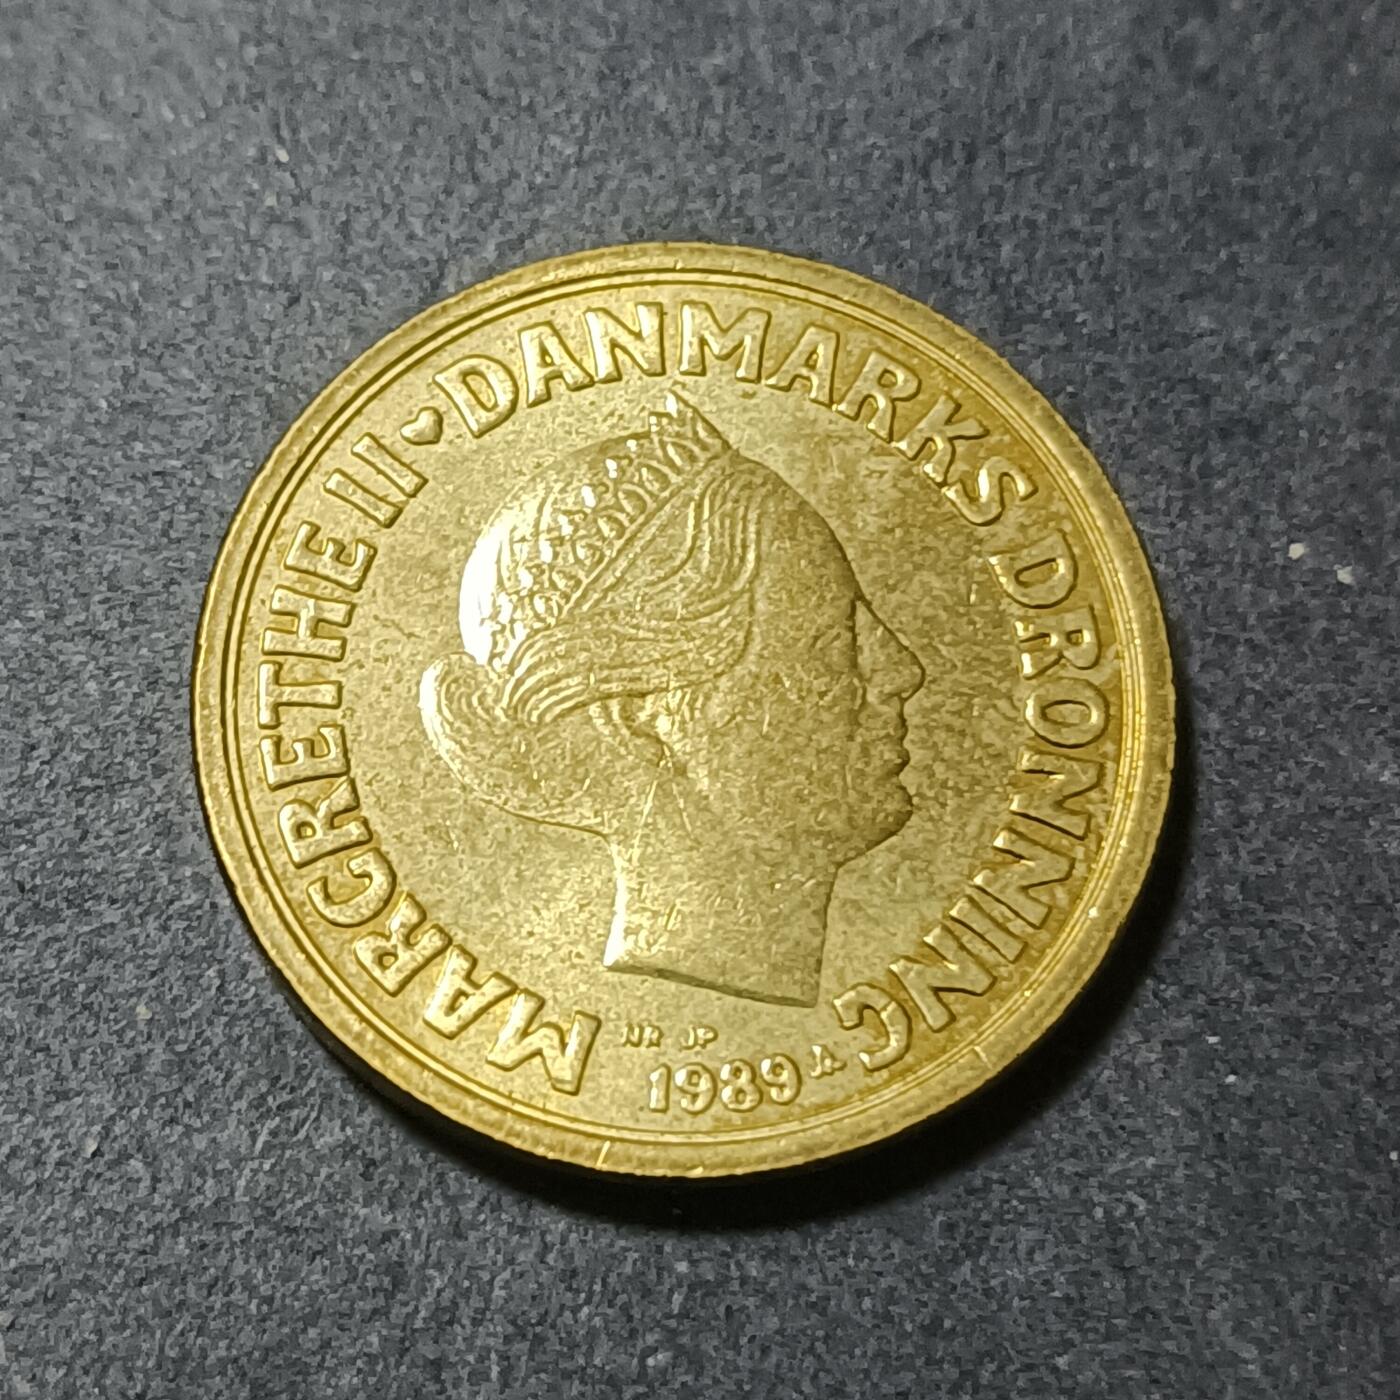 MARGRETHE II ♥ DANMARKS DRONNING
NR JP
1989 A